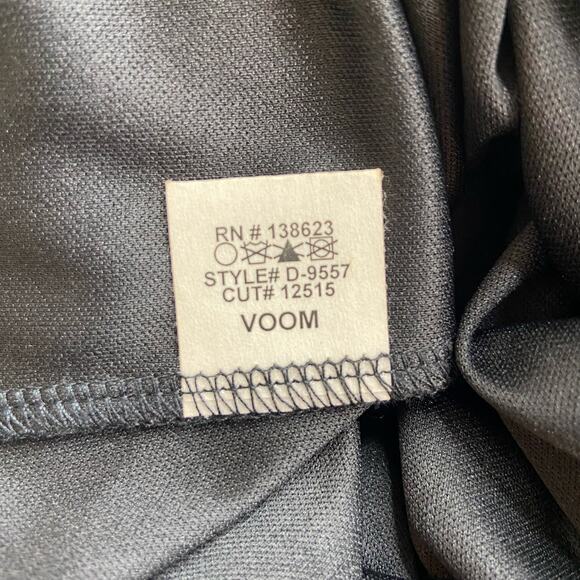 RN # 138623
STYLE# D-9557
CUT# 12515
VOOM